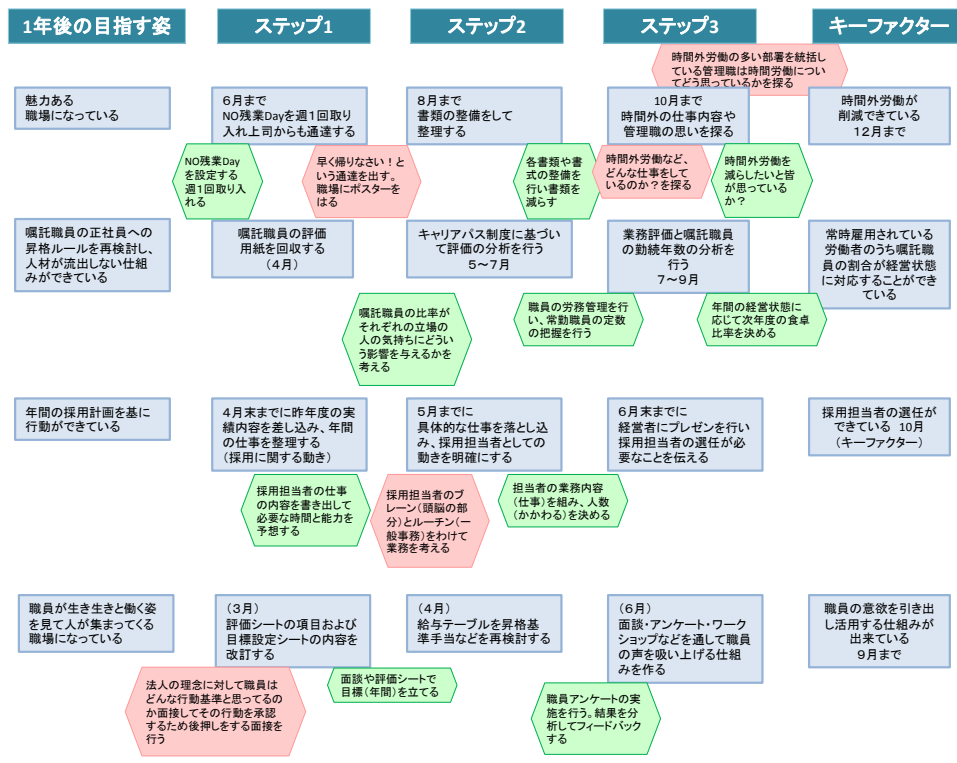 1年後の目指す姿
ステップ1
ステップ2
ステップ3
キーファクター
時間外労働の多い部署を統括し
ている管理職は時間労働につい
てどう思っているかを探る
魅力ある
職場になっている
6月まで
NO残業Dayを週1回取り
入れ上司からも通達する
8月まで
書類の整備をして
整理する
10月まで
時間外の仕事内容や
管理職の思いを探る
時間外労働が
削減できている
12月まで
NO残業Day
を設定する
週1回取り入
れる
早く帰りなさい!と
いう通達を出す。
職場にポスターを
はる
各書類や書
式の整備を
行い書類を
減らす
時間外労働など、
どんな仕事をして
いるのか?を探る
時間外労働を
減らしたいと皆
が思っている
か?
嘱託職員の正社員への
昇格ルールを再検討し、
人材が流出しない仕組
みができている
嘱託職員の評価
用紙を回収する
(4月)
キャリアパス制度に基づい
て評価の分析を行う
5~7月
業務評価と嘱託職員
の勤続年数の分析を
行う
7~9月
常時雇用されている
労働者のうち嘱託職
員の割合が経営状態
に対応することができ
ている
嘱託職員の比率が
それぞれの立場の
人の気持ちにどうい
う影響を与えるかを
考える
職員の労務管理を行
い、常勤職員の定数
の把握を行う
年間の経営状態に
応じて次年度の食卓
比率を決める
年間の採用計画を基に
行動ができている
4月末までに昨年度の実
績内容を差し込み、年間
の仕事を整理する
(採用に関する動き)
5月までに
具体的な仕事を落とし込
み、採用担当者としての
動きを明確にする
6月末までに
経営者にプレゼンを行い
採用担当者の選任が必
要なことを伝える
採用担当者の選任が
できている 10月
(キーファクター)
採用担当者の仕事
の内容を書き出して
必要な時間と能力を
予想する
採用担当者のブ
レーン(頭脳の部
分)とルーチン(一
般事務)をわけて
業務を考える
担当者の業務内容
(仕事)を組み、人数
(かかわる)を決める
職員が生き生きと働く姿
を見て人が集まってくる
職場になっている
(3月)
評価シートの項目および
目標設定シートの内容を
改訂する
(4月)
給与テーブルを昇格基
準手当などを再検討する
(6月)
面談・アンケート・ワーク
ショップなどを通して職員
の声を吸い上げる仕組
みを作る
職員の意欲を引き出
し活用する仕組みが
出来ている
9月まで
法人の理念に対して職員は
どんな行動基準と思ってるの
か面接してその行動を承認
するため後押しをする面接を
行う
面談や評価シートで
目標(年間)を立てる
職員アンケートの実
施を行う。結果を分
析してフィードバック
する